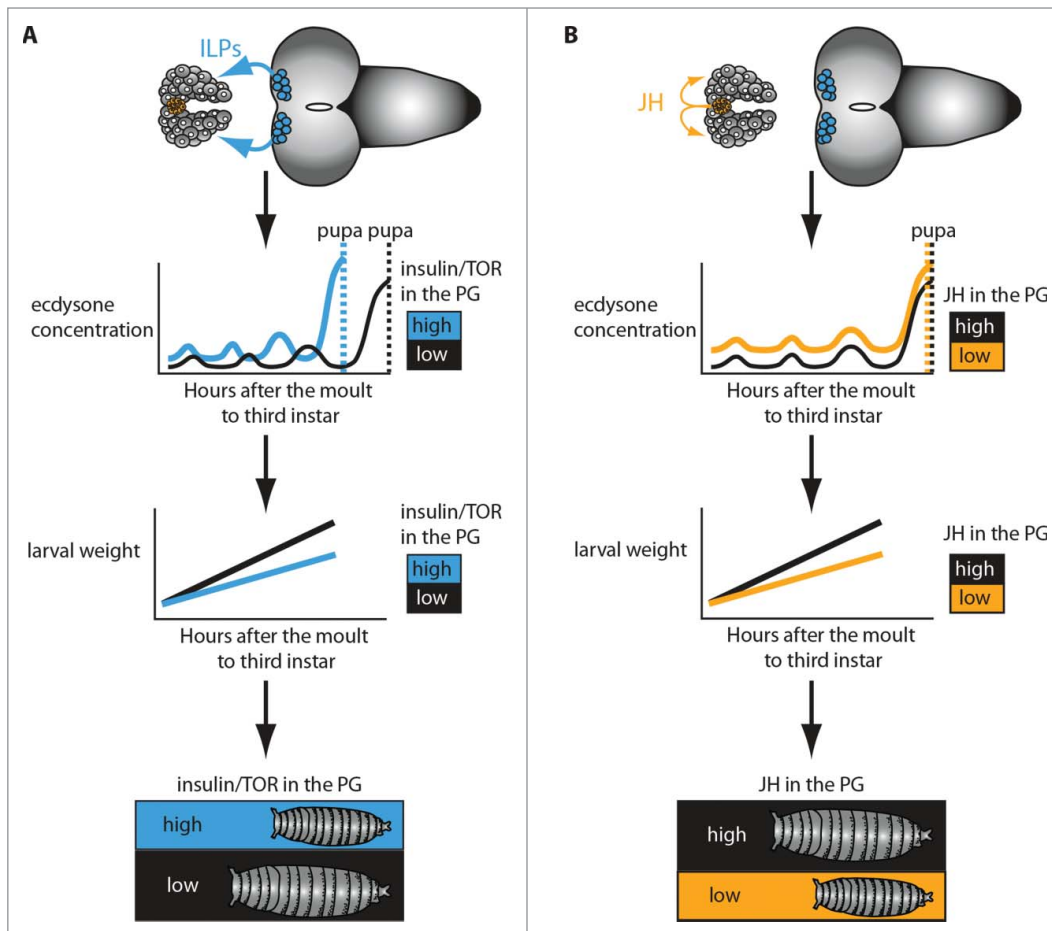 A
ILPs
pupa pupa
insulin/TOR
in the PG
high
low
ecdysone
concentration
Hours after the moult
to third instar
insulin/TOR
in the PG
high
low
larval weight
Hours after the moult
to third instar
insulin/TOR in the PG
high
low
B
JH
pupa
JH in the PG
high
low
ecdysone
concentration
Hours after the moult
to third instar
JH in the PG
high
low
larval weight
Hours after the moult
to third instar
JH in the PG
high
low